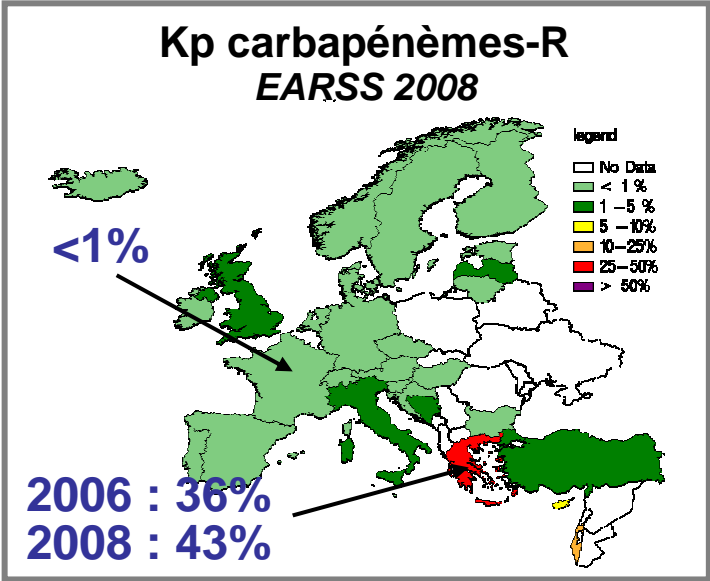 Kp carbapénèmes-R
EARSS 2008
legend
No Data
< 1 %
1 –5 %
5 –10%
10–25%
25–50%
> 50%
<1%
2006 : 36%
2008 : 43%